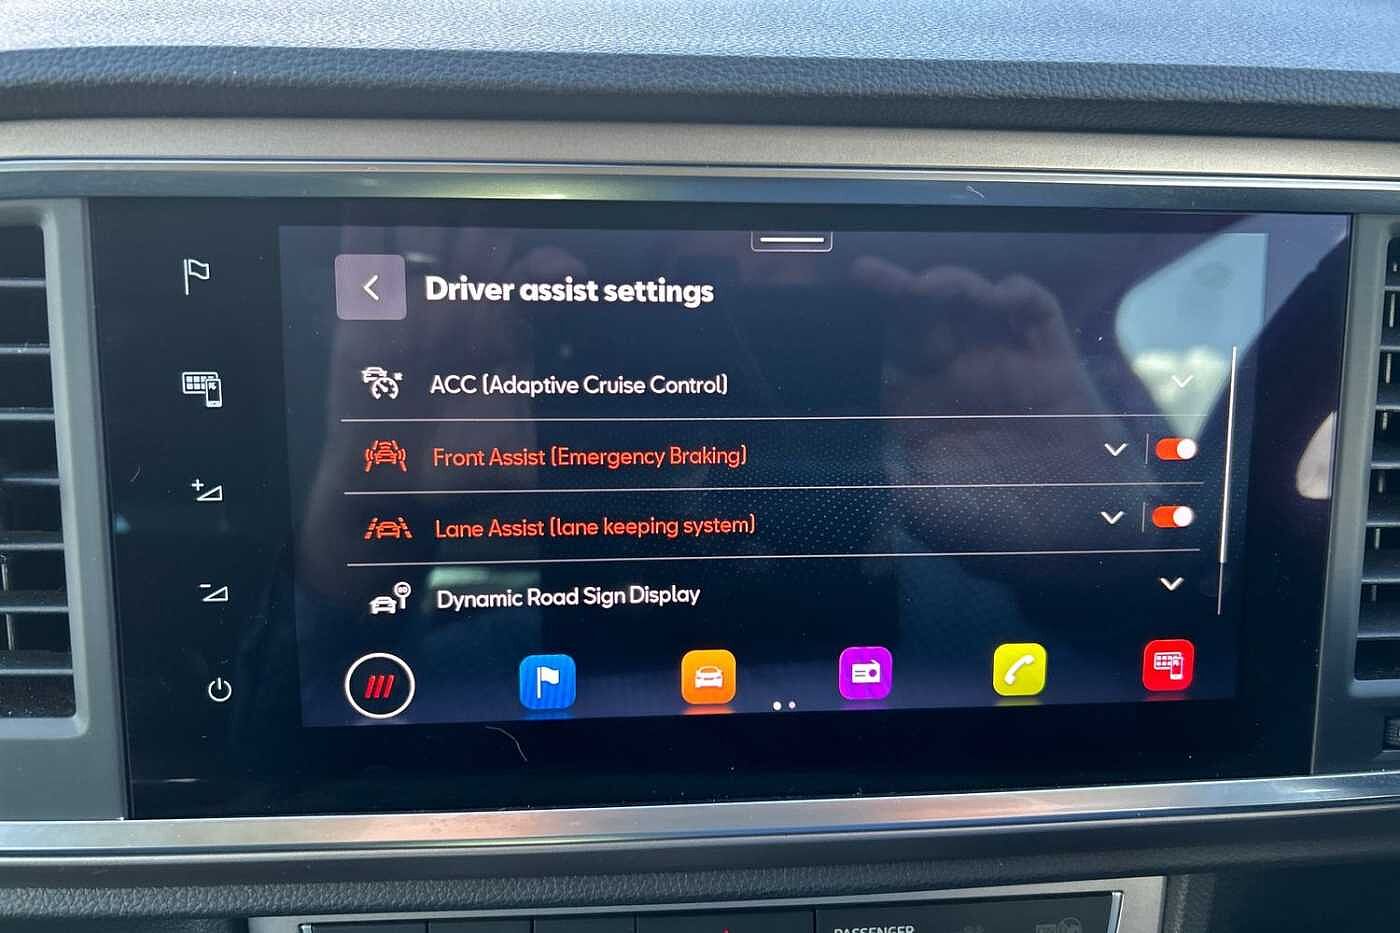 Driver assist settings
ACC (Adaptive Cruise Control)
Front Assist (Emergency Braking)
Lane Assist (lane keeping system)
Dynamic Road Sign Display
PASSENGER